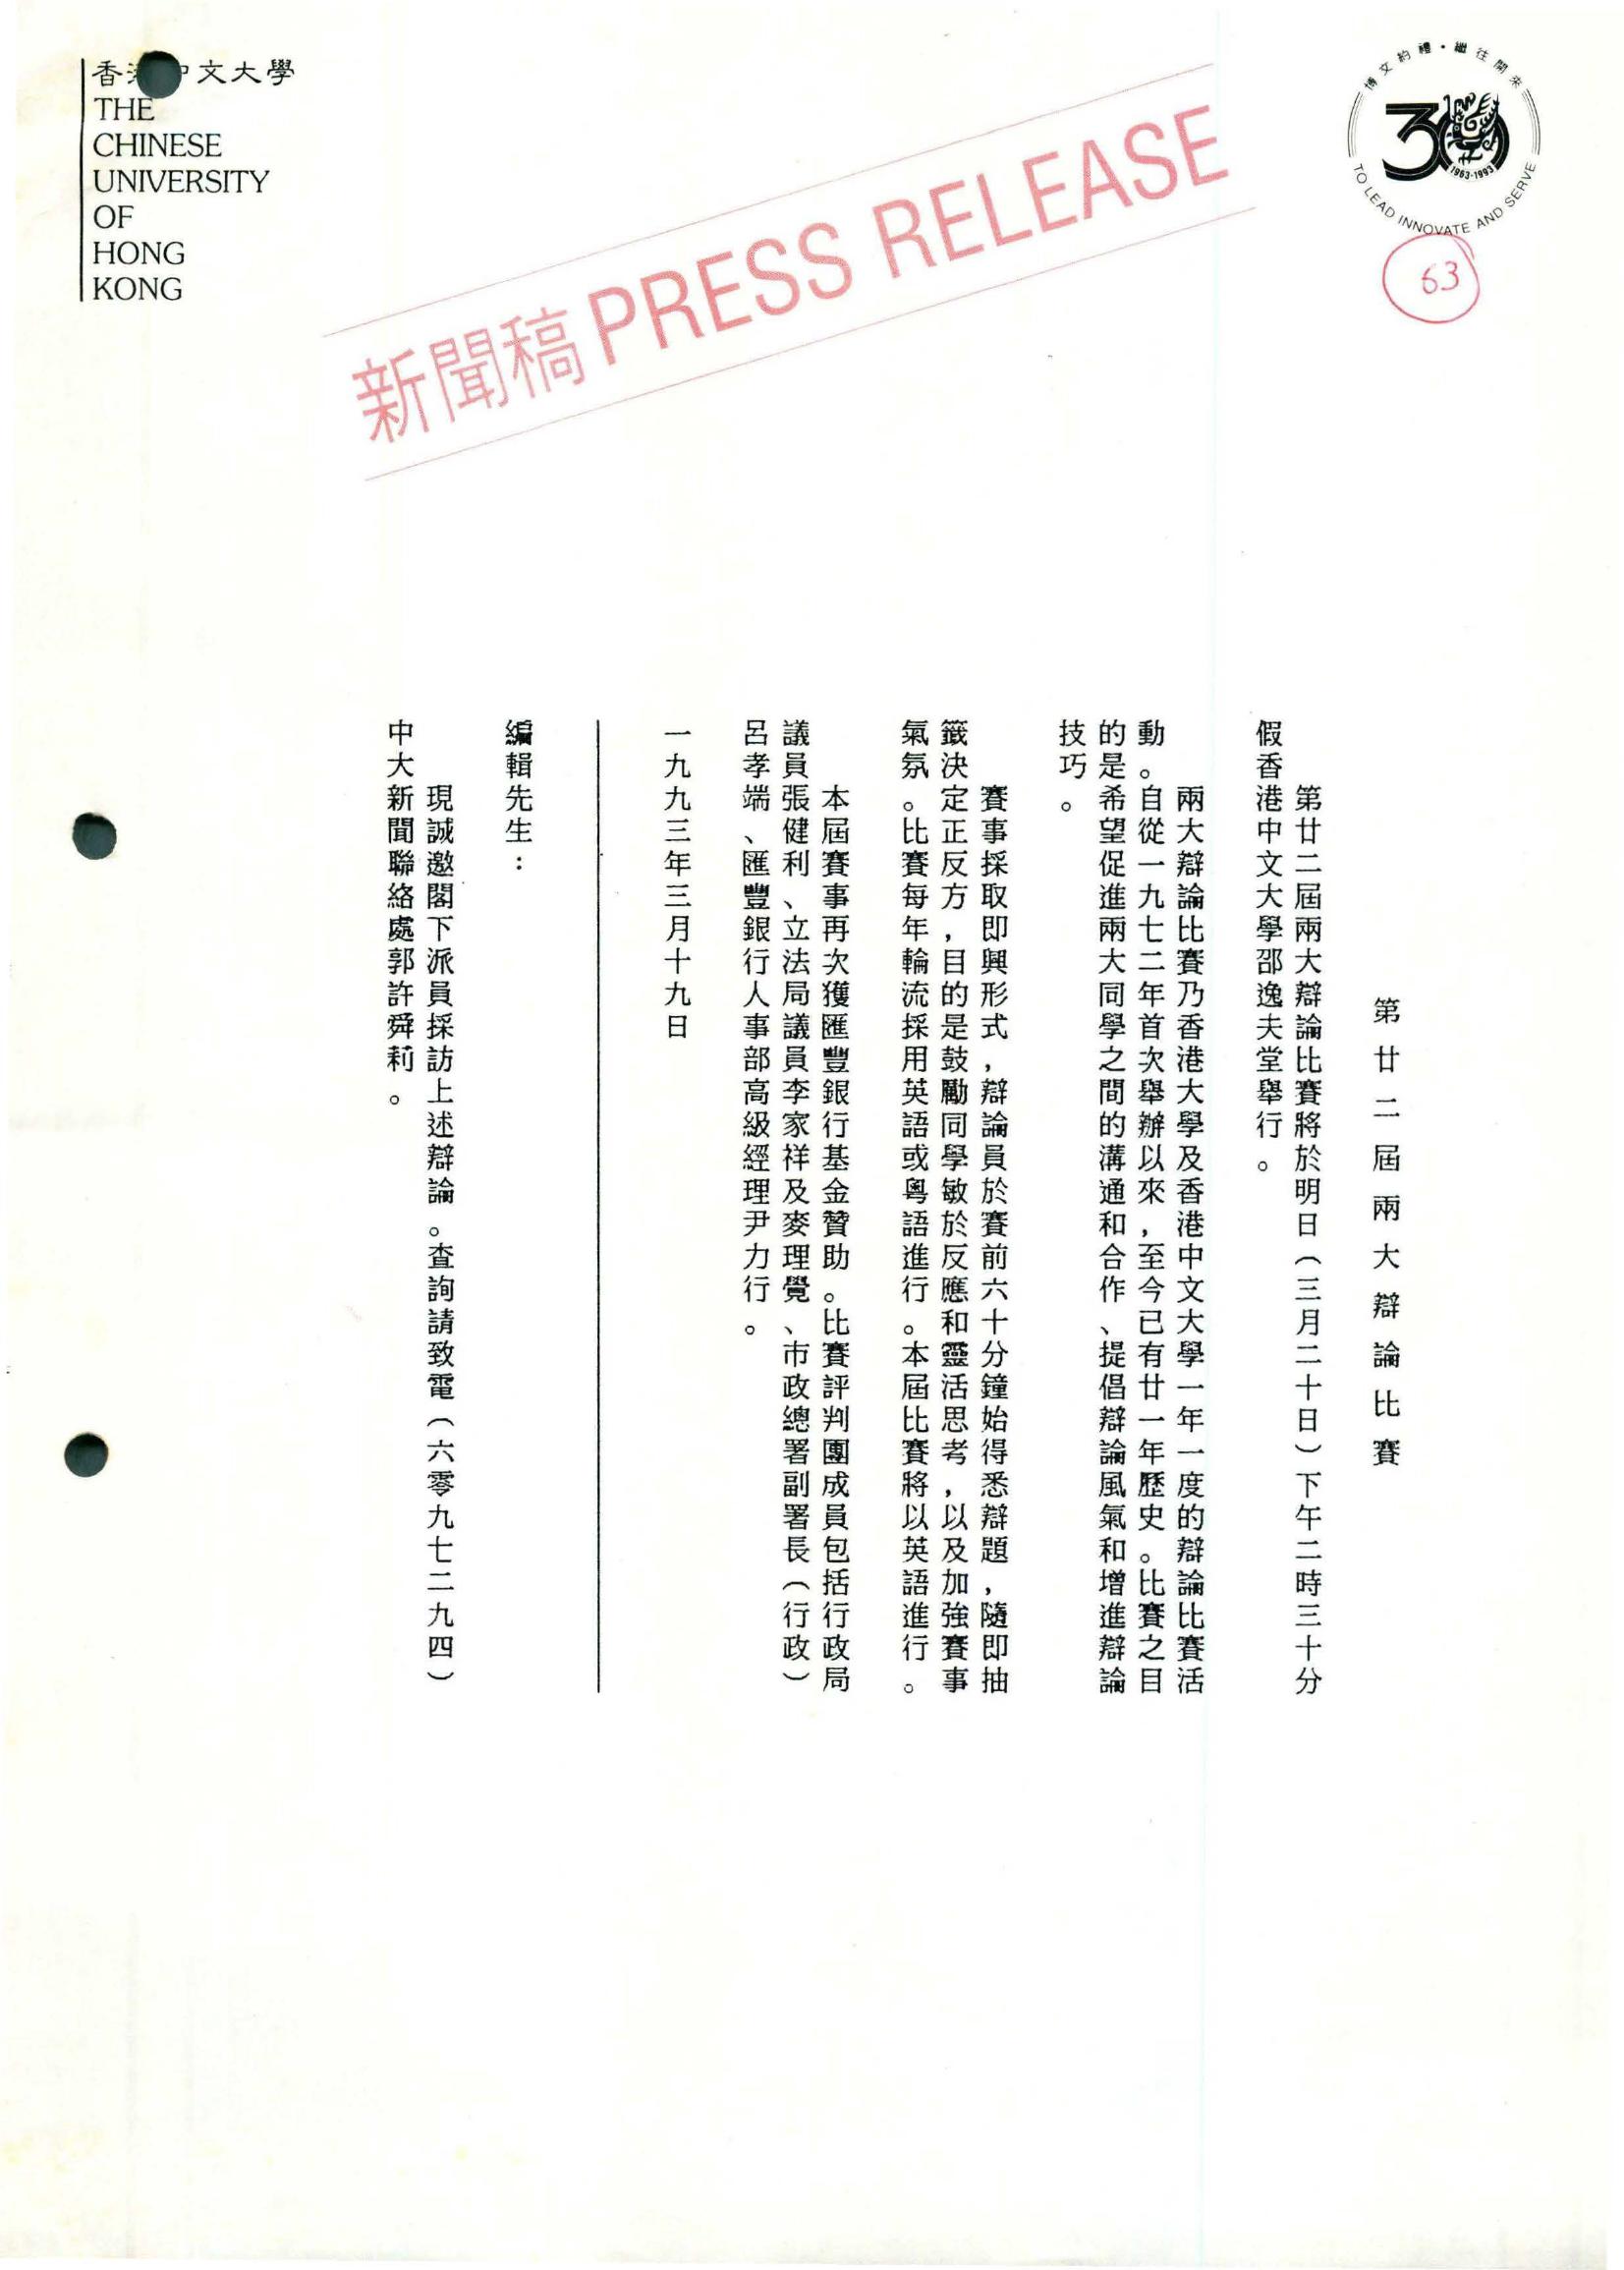 香港中文大學
THE
CHINESE
UNIVERSITY
OF
HONG
KONG
博文約禮・繼往開來
30
1963-1993
TO LEAD INNOVATE AND SERVE
63
新聞稿 PRESS RELEASE
第廿二屆兩大辯論比賽
第廿二屆兩大辯論比賽將於明日(三月二十日)下午二時三十分
假香港中文大學邵逸夫堂舉行。
兩大辯論比賽乃香港大學及香港中文大學一年一度的辯論比賽活
動。自從一九七二年首次舉辦以來,至今已有廿一年歷史。比賽之目
的是希望促進兩大同學之間的溝通和合作、提倡辯論風氣和增進辯論
技巧。
賽事採取即興形式,辯論員於賽前六十分鐘始得悉辯題,隨即抽
籤決定正反方,目的是鼓勵同學敏於反應和靈活思考,以及加強賽事
氣氛。比賽每年輪流採用英語或粵語進行。本屆比賽將以英語進行。
本屆賽事再次獲匯豐銀行基金贊助。比賽評判團成員包括行政局
議員張健利、立法局議員李家祥及麥理覺、市政總署副署長(行政)
呂孝端、匯豐銀行人事部高級經理尹力行。
一九九三年三月十九日
編輯先生:
現誠邀閣下派員採訪上述辯論。查詢請致電(六零九七二九四)
中大新聞聯絡處郭許舜莉。